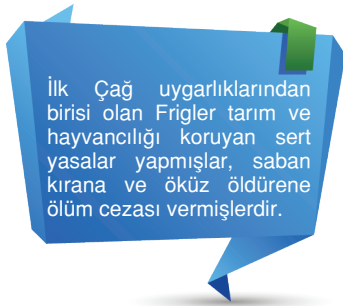 İlk Çağ uygarlıklarından
birisi olan Frigler tarım ve
hayvancılığı koruyan sert
yasalar yapmışlar, saban
kırana ve öküz öldürene
ölüm cezası vermişlerdir.